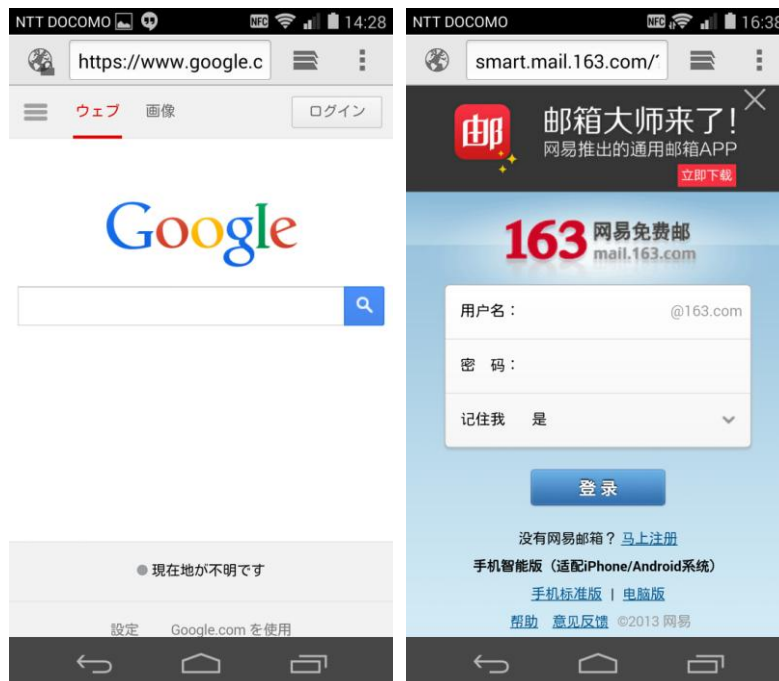 NTT DOCOMO NFC 14:28
https://www.google.c
ウェブ 画像 ログイン
Google
●現在地が不明です
設定 Google.com を使用
NTT DOCOMO NFC 16:38
smart.mail.163.com/?
邮
邮箱大师来了!
网易推出的通用邮箱APP
立即下载
163 网易免费邮
mail.163.com
用户名： @163.com
密 码：
记住我 是
登 录
没有网易邮箱？ 马上注册
手机智能版（适配iPhone/Android系统）
手机标准版 | 电脑版
帮助 意见反馈 ©2013 网易